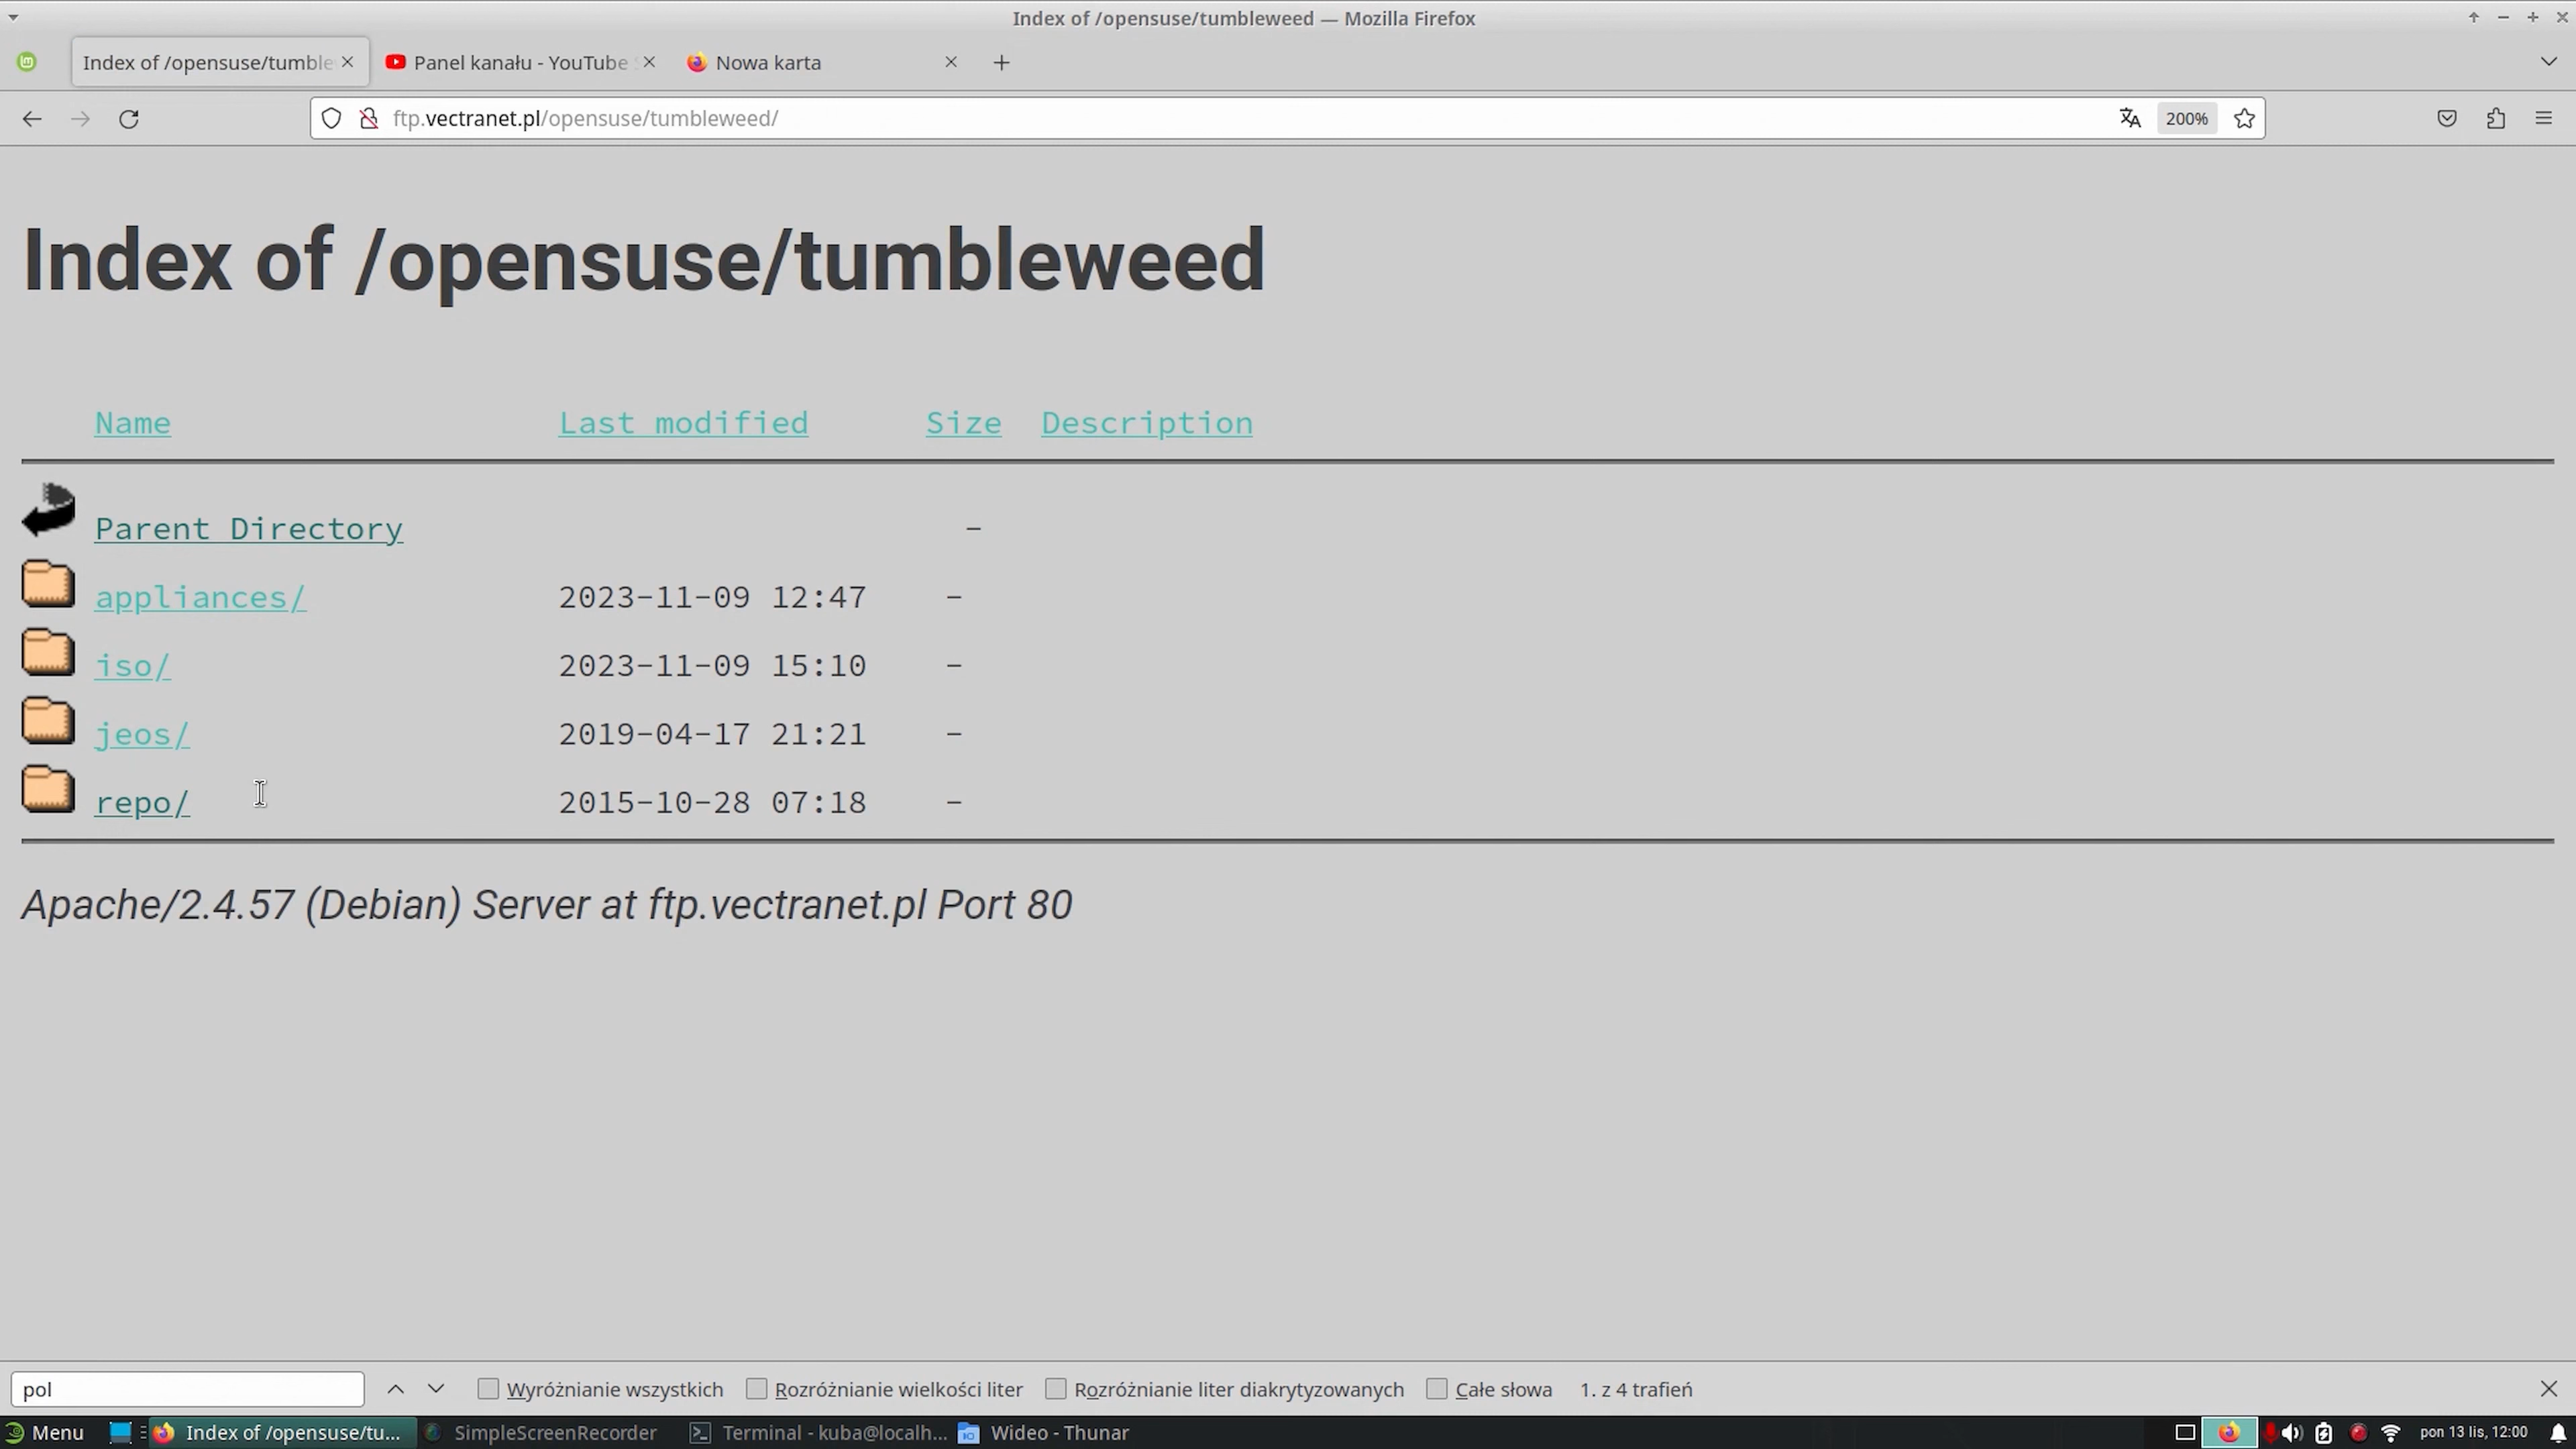 Index of /opensuse/tumbleweed — Mozilla Firefox
Index of /opensuse/tumble
Panel kanału - YouTube
Nowa karta
ftp.vectranet.pl/opensuse/tumbleweed/
200%
Index of /opensuse/tumbleweed
Name Last modified Size Description
Parent Directory -
appliances/ 2023-11-09 12:47 -
iso/ 2023-11-09 15:10 -
jeos/ 2019-04-17 21:21 -
repo/ 2015-10-28 07:18 -
Apache/2.4.57 (Debian) Server at ftp.vectranet.pl Port 80
pol Wyróżnianie wszystkich Rozróżnianie wielkości liter Rozróżnianie liter diakrytyzowanych Całe słowa 1. z 4 trafień
Menu Index of /opensuse/tu... SimpleScreenRecorder Terminal - kuba@localh... Wideo - Thunar pon 13 lis, 12:00